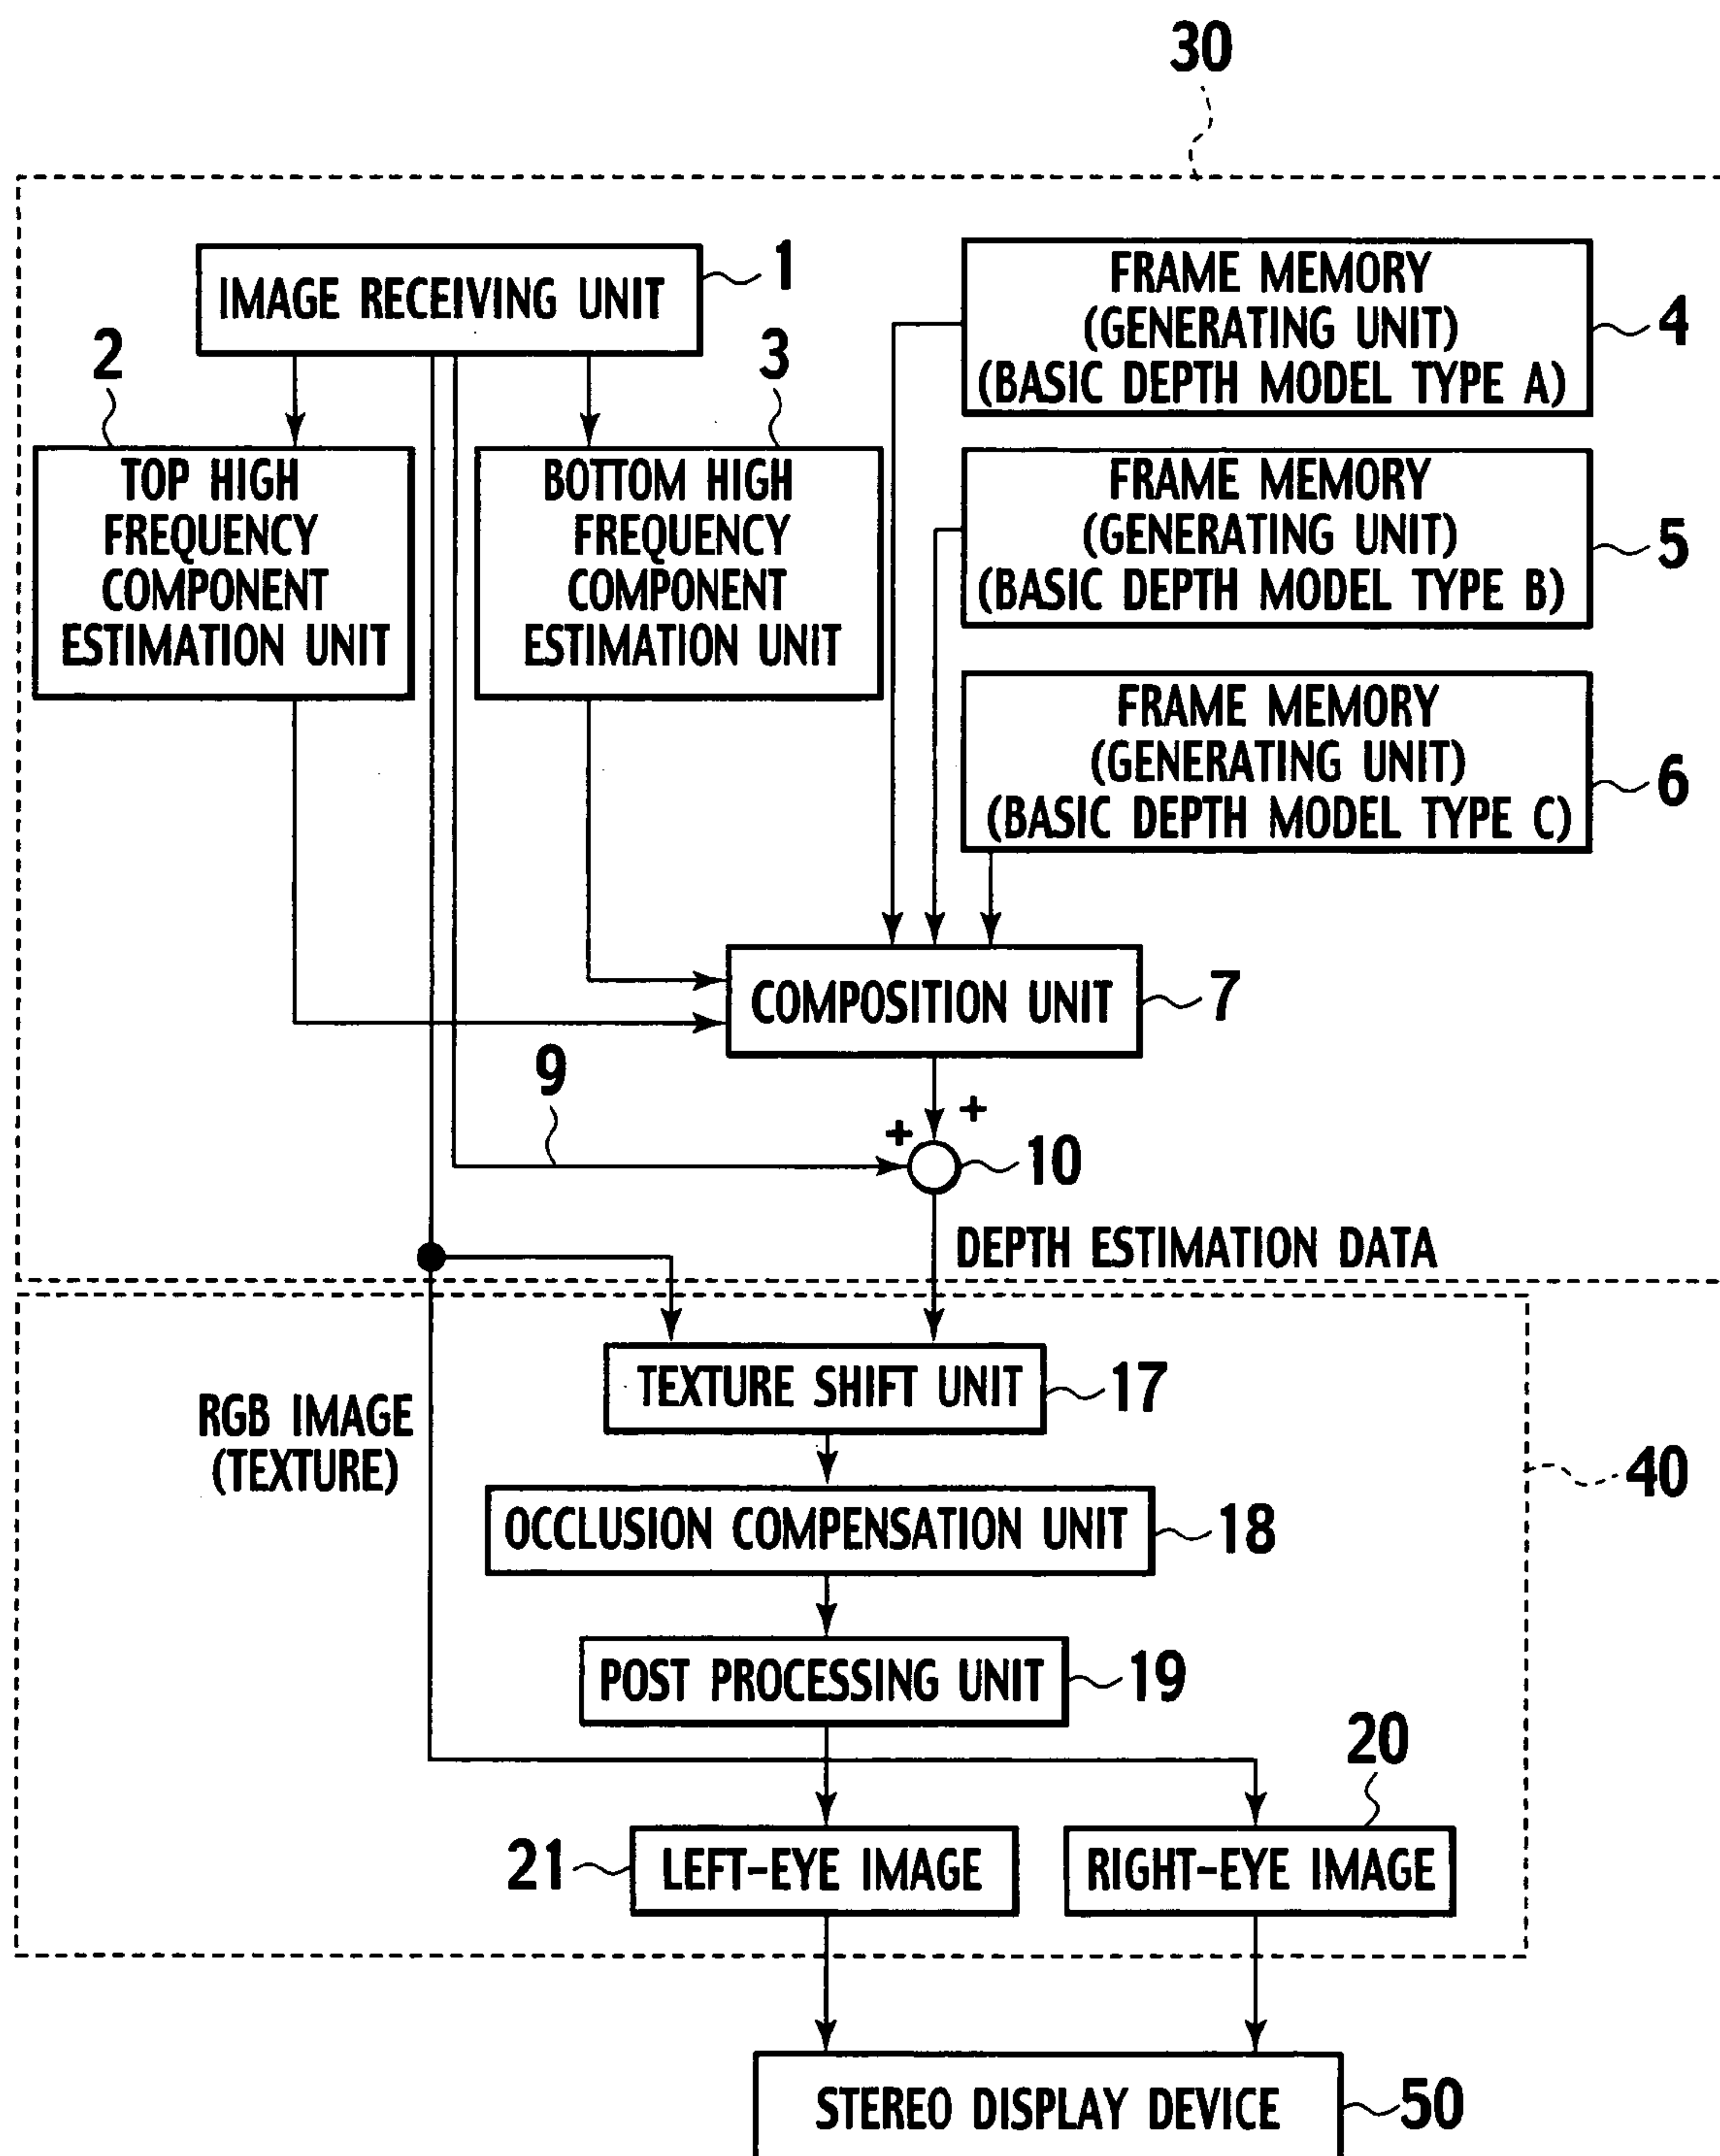 30
IMAGE RECEIVING UNIT
1
2
3
TOP HIGH
FREQUENCY
COMPONENT
ESTIMATION UNIT
BOTTOM HIGH
FREQUENCY
COMPONENT
ESTIMATION UNIT
FRAME MEMORY
(GENERATING UNIT)
(BASIC DEPTH MODEL TYPE A)
4
FRAME MEMORY
(GENERATING UNIT)
(BASIC DEPTH MODEL TYPE B)
5
FRAME MEMORY
(GENERATING UNIT)
(BASIC DEPTH MODEL TYPE C)
6
COMPOSITION UNIT
7
9
+
+
10
DEPTH ESTIMATION DATA
RGB IMAGE
(TEXTURE)
TEXTURE SHIFT UNIT
17
40
OCCLUSION COMPENSATION UNIT
18
POST PROCESSING UNIT
19
20
21
LEFT-EYE IMAGE
RIGHT-EYE IMAGE
STEREO DISPLAY DEVICE
50